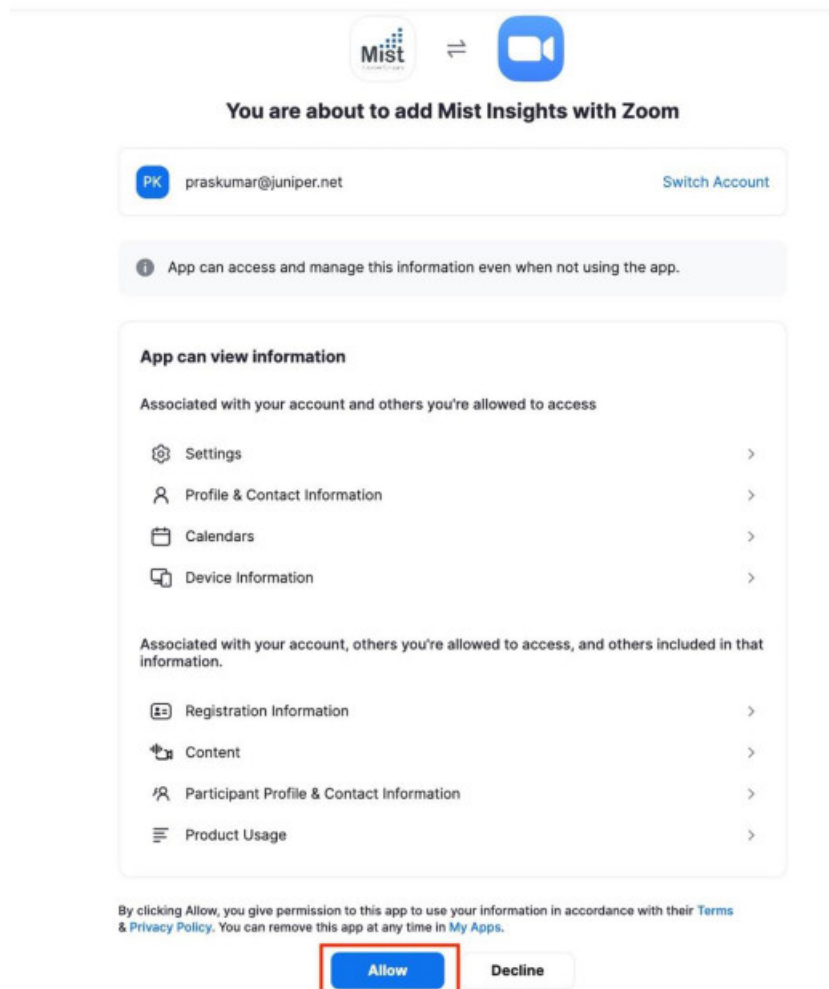 Mist
You are about to add Mist Insights with Zoom
PK praskumar@juniper.net Switch Account
App can access and manage this information even when not using the app.
App can view information
Associated with your account and others you're allowed to access
Settings
Profile & Contact Information
Calendars
Device Information
Associated with your account, others you're allowed to access, and others included in that
information.
Registration Information
Content
Participant Profile & Contact Information
Product Usage
By clicking Allow, you give permission to this app to use your information in accordance with their Terms
& Privacy Policy. You can remove this app at any time in My Apps.
Allow Decline